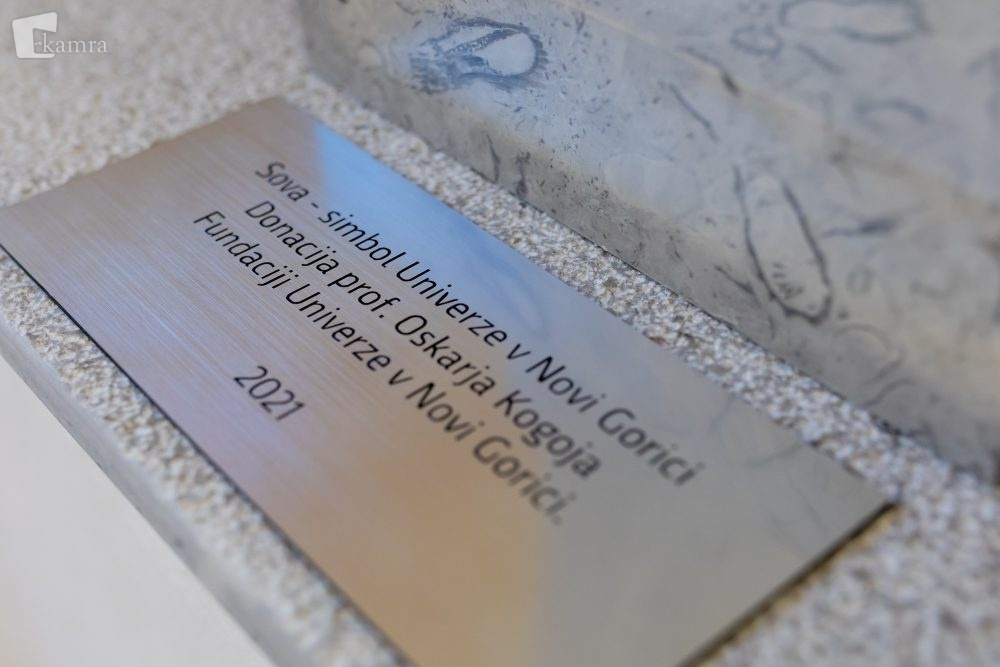 kamra
Sova - simbol Univerze v Novi Gorici
Donacija prof. Oskarja Kogoja
Fundaciji Univerze v Novi Gorici.
2021